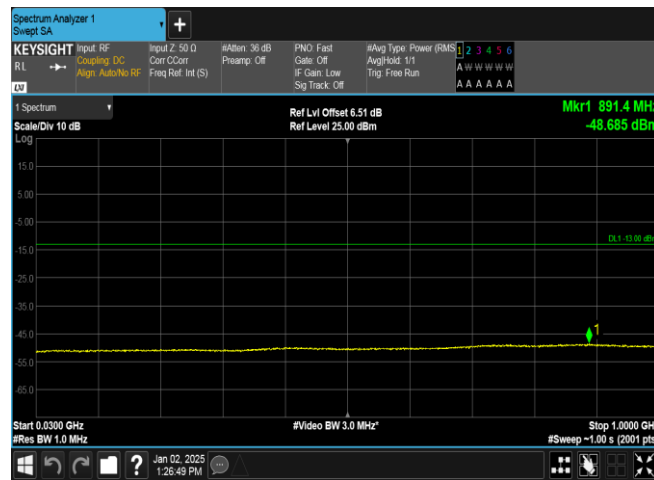 Spectrum Analyzer 1
Swept SA
+
KEYSIGHT
RL
LXI
Input: RF
Coupling: DC
Align: Auto/No RF
Input Z: 50 Ω
Corr CCorr
Freq Ref: Int (S)
#Atten: 36 dB
Preamp: Off
PNO: Fast
Gate: Off
IF Gain: Low
Sig Track: Off
#Avg Type: Power (RMS
Avg|Hold: 1/1
Trig: Free Run
1 2 3 4 5 6
A W W W W W
A A A A A A
1 Spectrum
Scale/Div 10 dB
Log
Ref Lvl Offset 6.51 dB
Ref Level 25.00 dBm
Mkr1 891.4 MHz
-48.685 dBm
15.0
5.00
-5.00
DL1 -13.00 dBm
-15.0
-25.0
-35.0
1
-45.0
-55.0
-65.0
Start 0.0300 GHz
#Res BW 1.0 MHz
#Video BW 3.0 MHz*
Stop 1.0000 GH
#Sweep ~1.00 s (2001 pts
?
Jan 02, 2025
1:26:49 PM